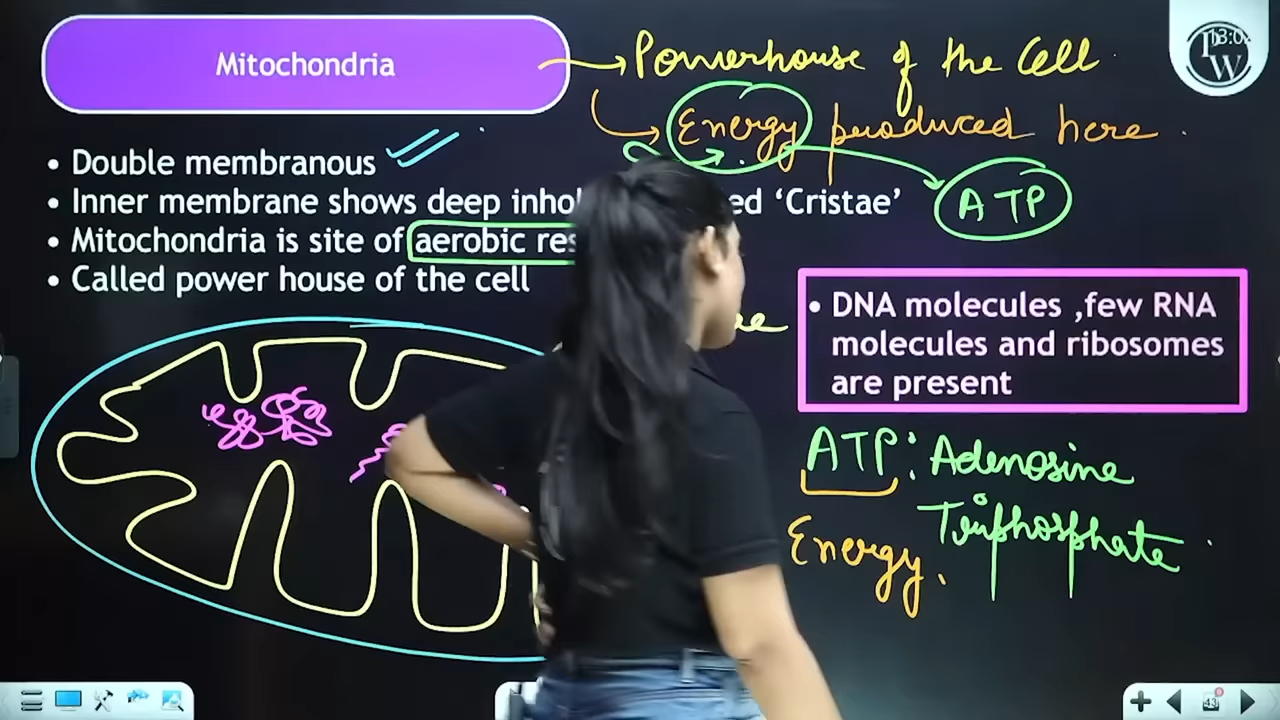 Mitochondria
Powerhouse of the Cell
Energy produced here
ATP
• Double membranous
• Inner membrane shows deep ed ‘Cristae’
• Mitochondria is site of aerobic
• Called power house of the cell
• DNA molecules ,few RNA
molecules and ribosomes
are present
ATP: Adenosine
Triphosphate
Energy.
PW
43